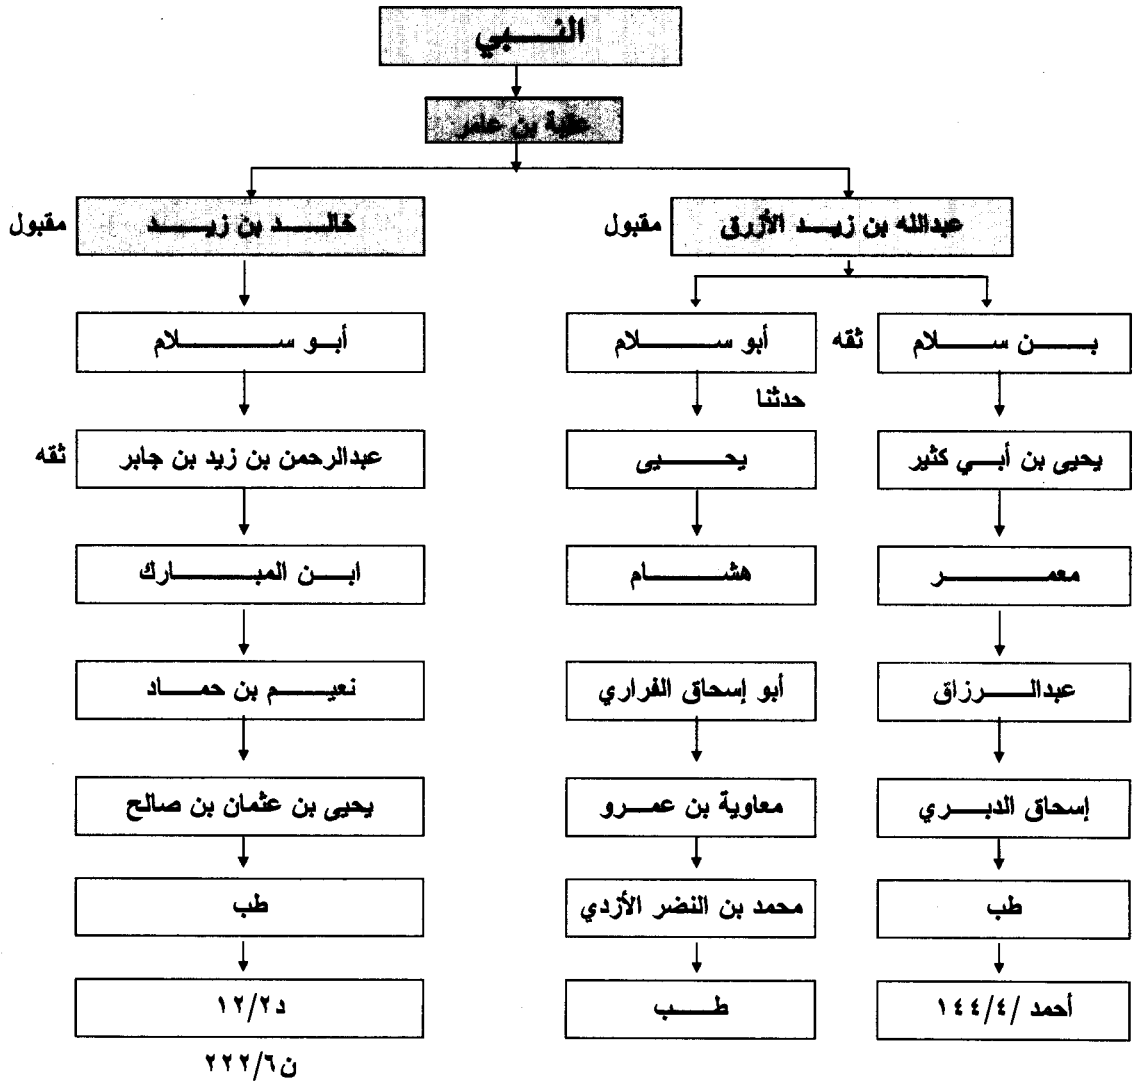 النبي
عقبة بن عامر
عبدالله بن زيد الأزرق مقبول خالد بن زيد مقبول
بن سلام ثقه أبو سلام أبو سلام
حدثنا
يحيى بن أبي كثير يحيى عبدالرحمن بن زيد بن جابر ثقه
معمر هشام ابن المبارك
عبدالرزاق أبو إسحاق الفراري نعيم بن حماد
إسحاق الدبري معاوية بن عمرو يحيى بن عثمان بن صالح
طب محمد بن النضر الأزدي طب
أحمد /١٤٤/٤ طب د١٢/٢
ن٢٢٢/٦